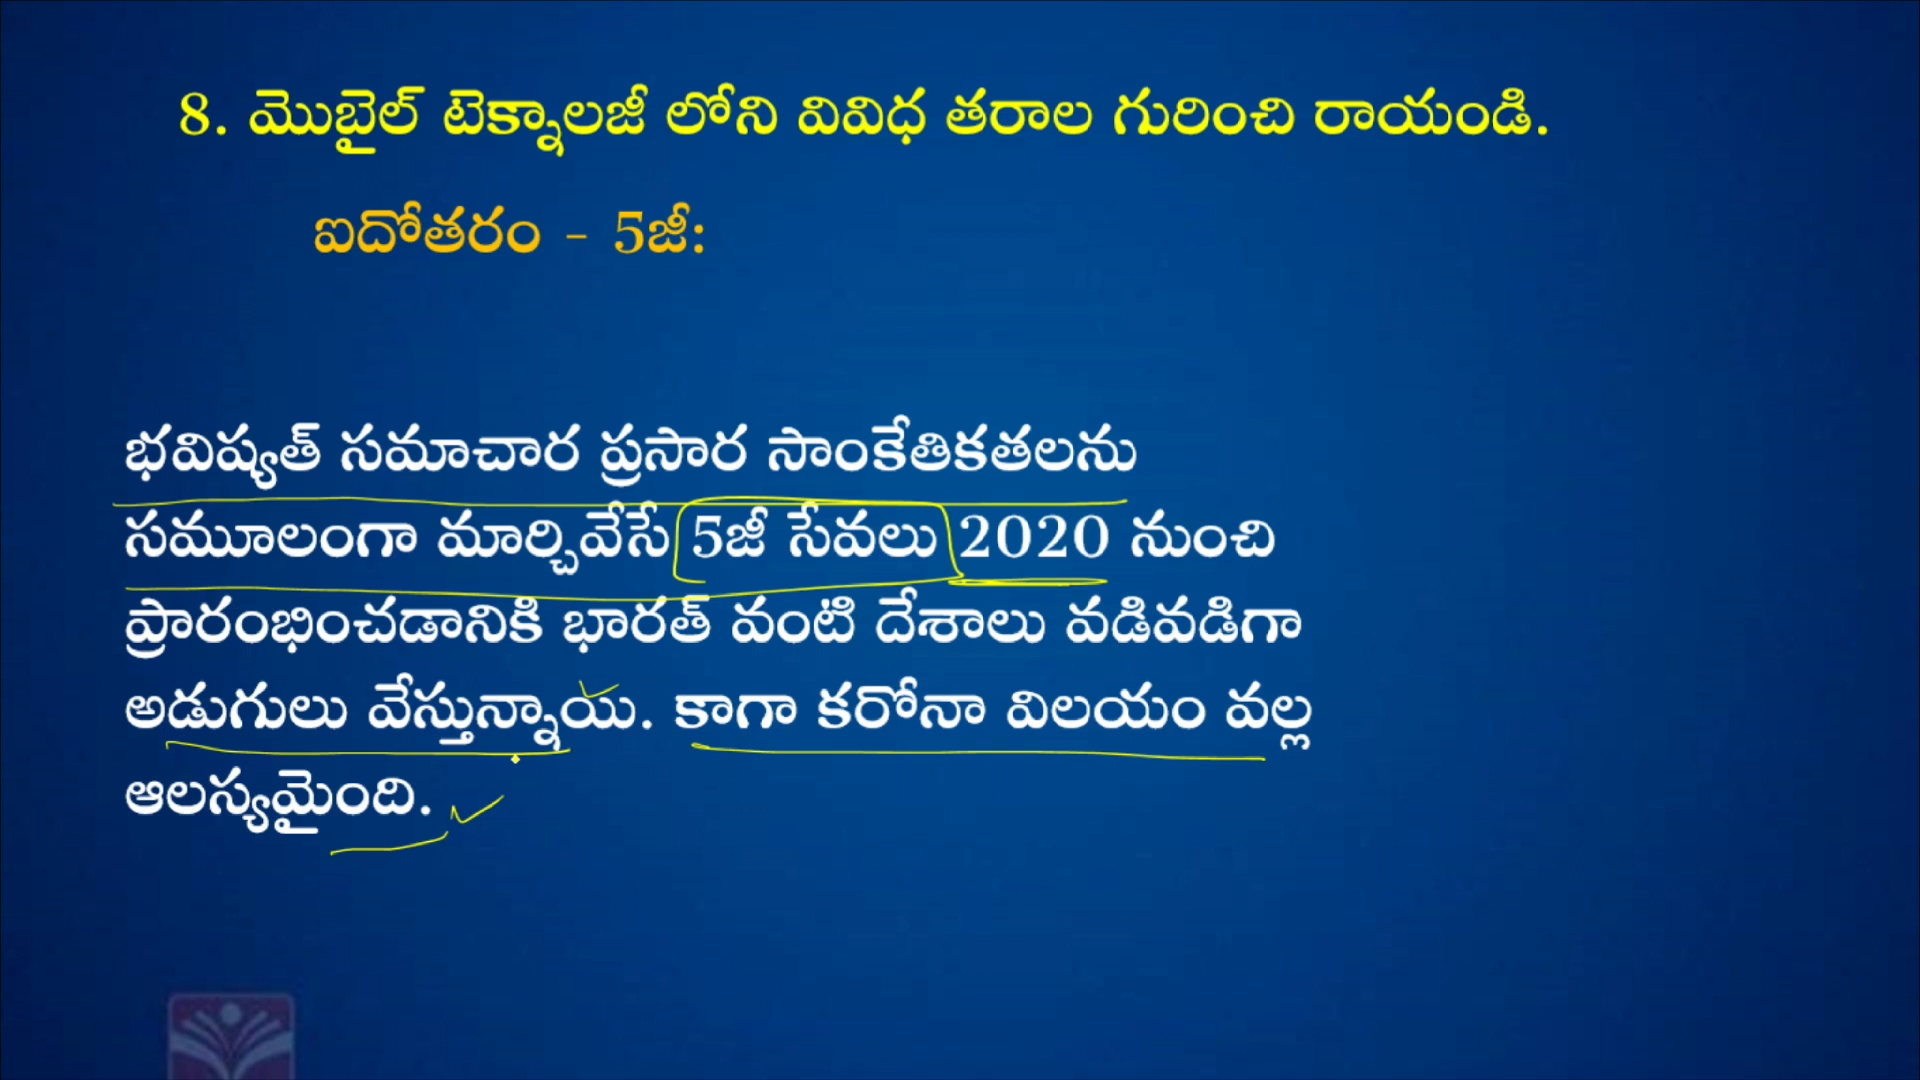 8. మొబైల్ టెక్నాలజీ లోని వివిధ తరాల గురించి రాయండి.
ఐదోతరం - 5జీ:
భవిష్యత్ సమాచార ప్రసార సాంకేతికతలను
సమూలంగా మార్చివేసే 5జీ సేవలు 2020 నుంచి
ప్రారంభించడానికి భారత్ వంటి దేశాలు వడివడిగా
అడుగులు వేస్తున్నాయి. కాగా కరోనా విలయం వల్ల
ఆలస్యమైంది.